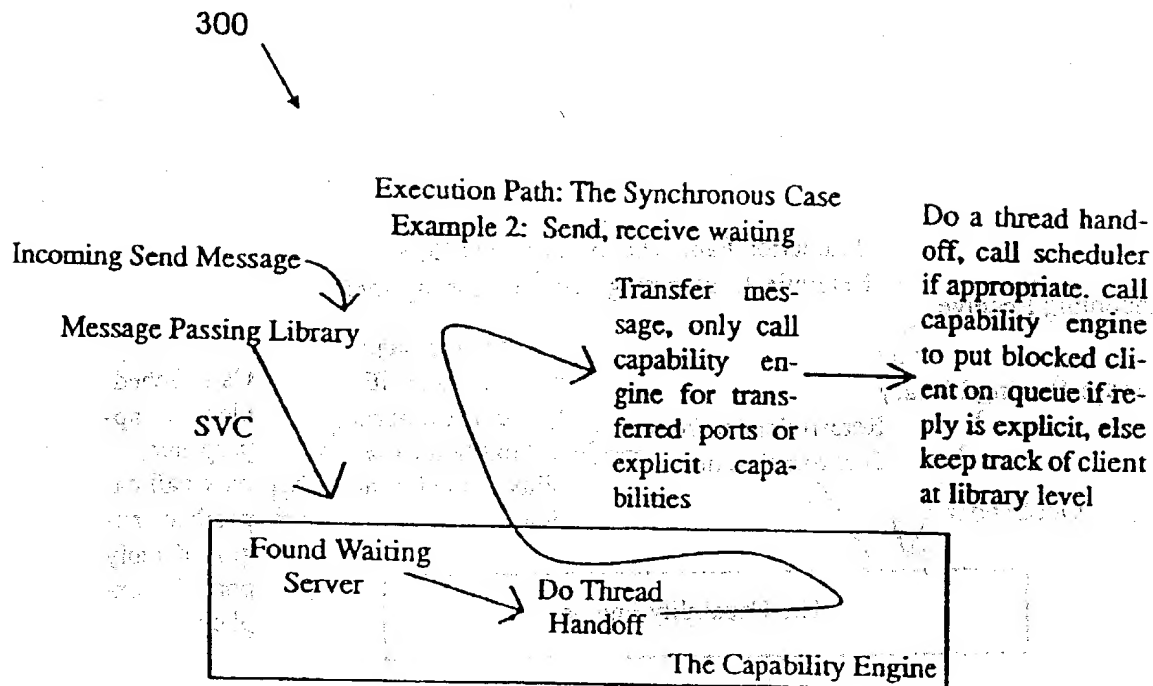 300
Execution Path: The Synchronous Case
Example 2: Send, receive waiting
Incoming Send Message
Message Passing Library
SVC
Transfer mes-
sage, only call
capability en-
gine for trans-
ferred ports or
explicit capa-
bilities
Do a thread hand-
off, call scheduler
if appropriate. call
capability engine
to put blocked cli-
ent on queue if re-
ply is explicit, else
keep track of client
at library level
Found Waiting
Server
Do Thread
Handoff
The Capability Engine